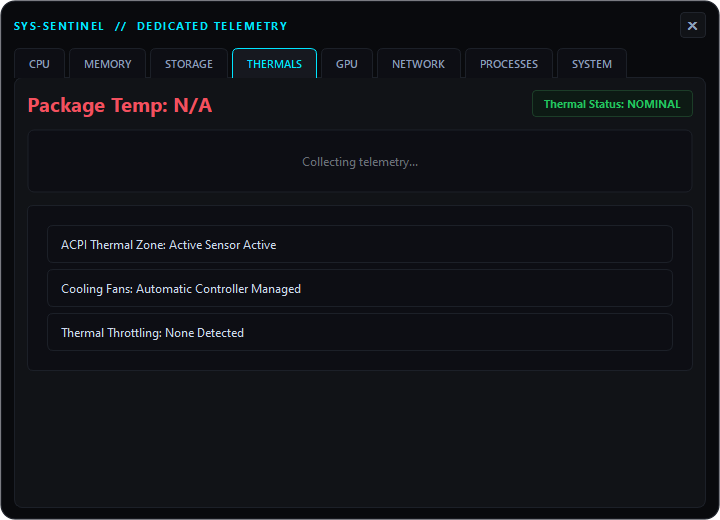 SYS-SENTINEL // DEDICATED TELEMETRY
✕
CPU MEMORY STORAGE THERMALS GPU NETWORK PROCESSES SYSTEM
Package Temp: N/A
Thermal Status: NOMINAL
Collecting telemetry...
ACPI Thermal Zone: Active Sensor Active
Cooling Fans: Automatic Controller Managed
Thermal Throttling: None Detected